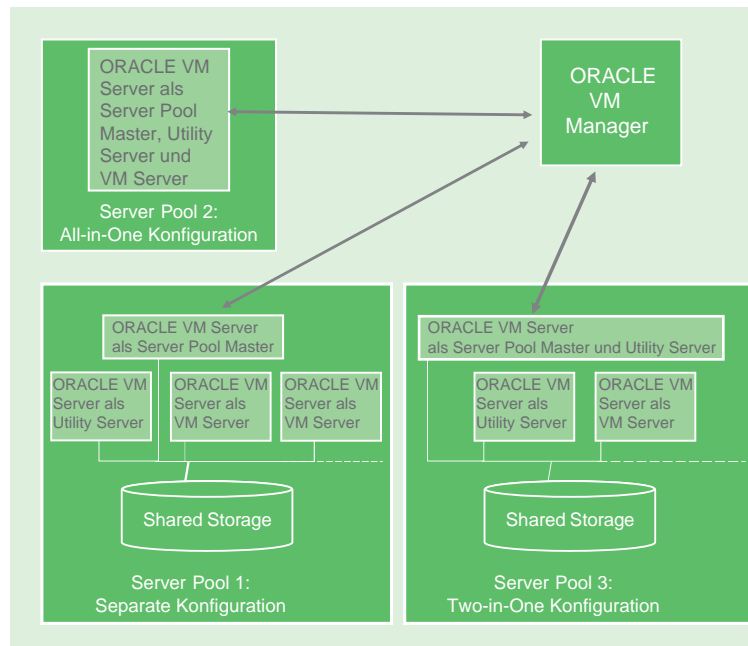 ORACLE VM
Server als
Server Pool
Master, Utility
Server und
VM Server
Server Pool 2:
All-in-One Konfiguration
ORACLE
VM
Manager
ORACLE VM Server
als Server Pool Master
ORACLE VM
Server als
Utility Server
ORACLE VM
Server als
VM Server
ORACLE VM
Server als
VM Server
Shared Storage
Server Pool 1:
Separate Konfiguration
ORACLE VM Server
als Server Pool Master und Utility Server
ORACLE VM
Server als
Utility Server
ORACLE VM
Server als
VM Server
Shared Storage
Server Pool 3:
Two-in-One Konfiguration